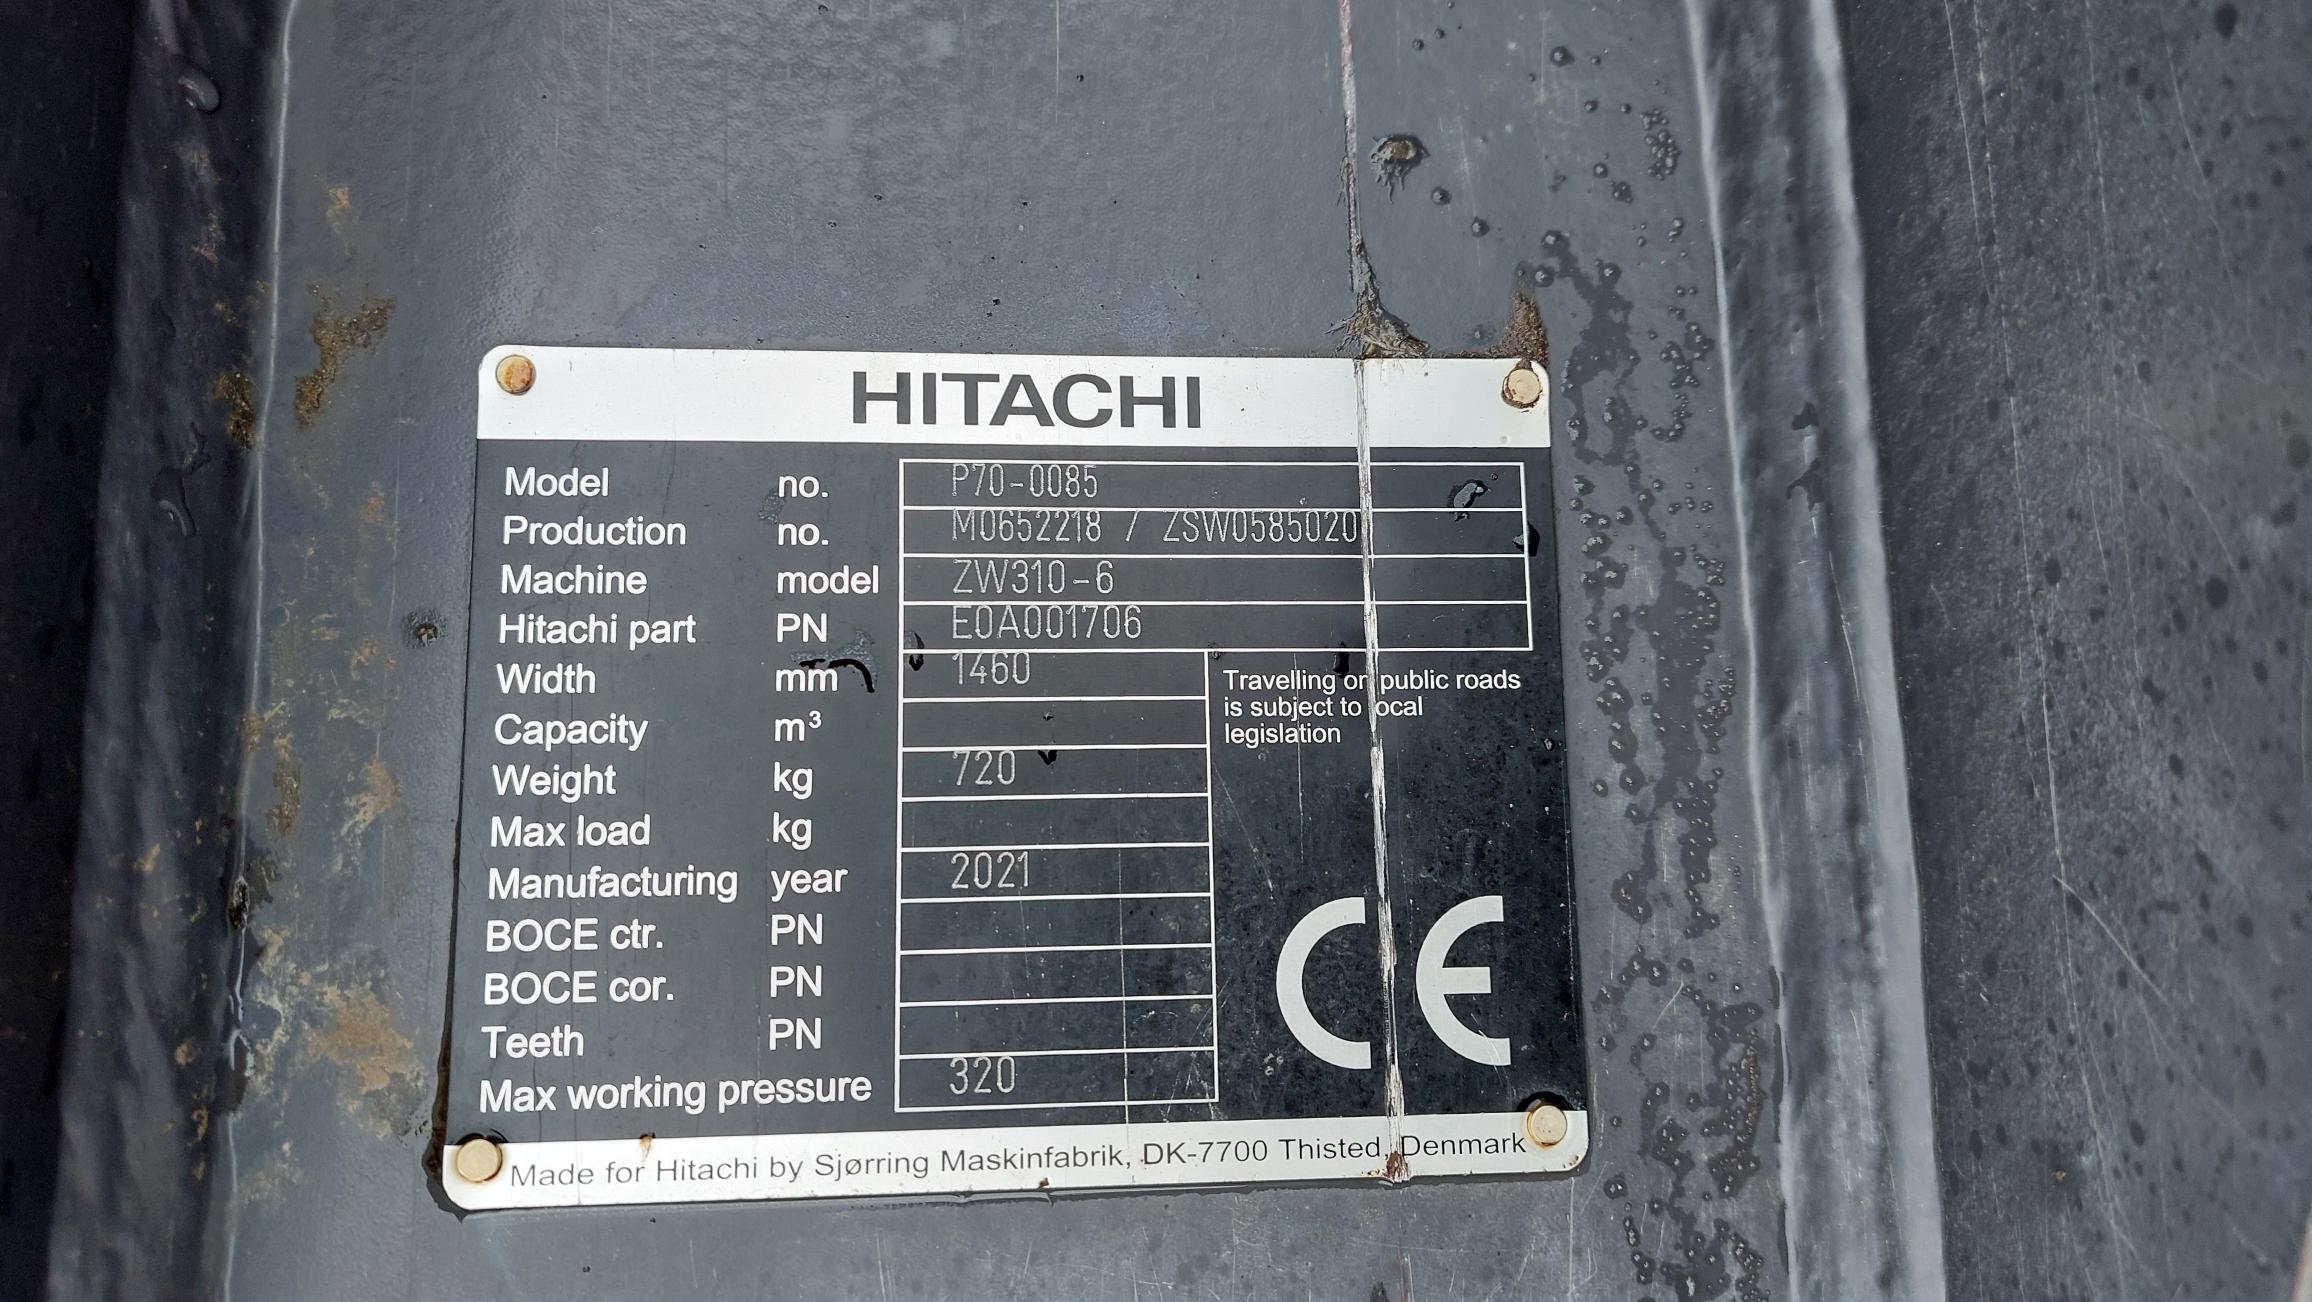 HITACHI
Model no. P70-0085
Production no. M0652218 / ZSW0585020
Machine model ZW310-6
Hitachi part PN E0A001706
Width mm 1460
Capacity m³
Weight kg 720
Max load kg
Manufacturing year 2021
BOCE ctr. PN
BOCE cor. PN
Teeth PN
Max working pressure 320
Travelling on public roads
is subject to local
legislation
CE
Made for Hitachi by Sjørring Maskinfabrik, DK-7700 Thisted, Denmark